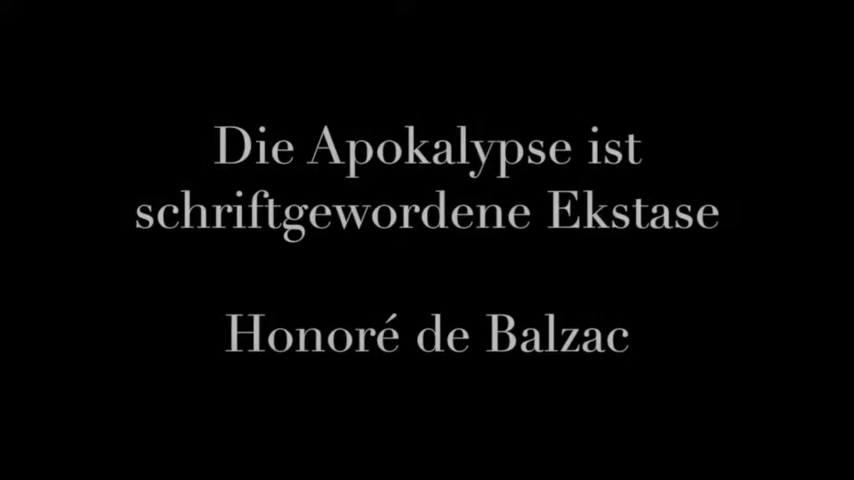 Die Apokalypse ist
schriftgewordene Ekstase
Honoré de Balzac